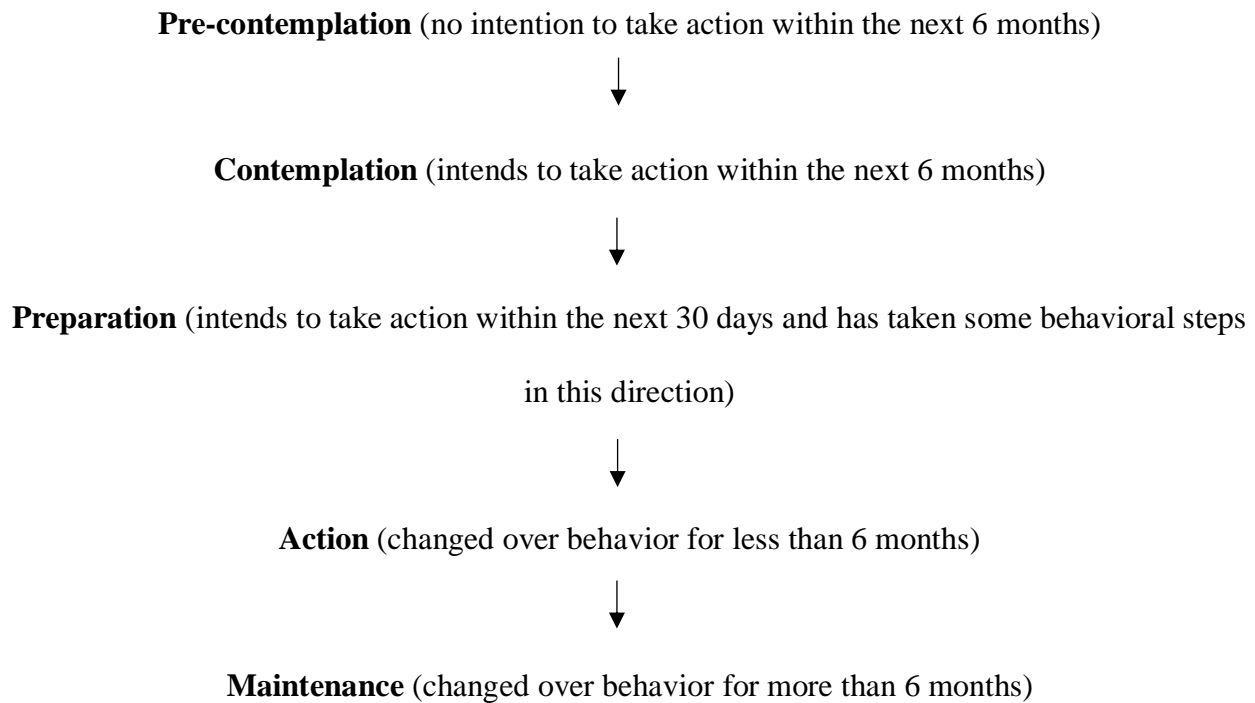 Pre-contemplation (no intention to take action within the next 6 months)
Contemplation (intends to take action within the next 6 months)
Preparation (intends to take action within the next 30 days and has taken some behavioral steps
in this direction)
Action (changed over behavior for less than 6 months)
Maintenance (changed over behavior for more than 6 months)